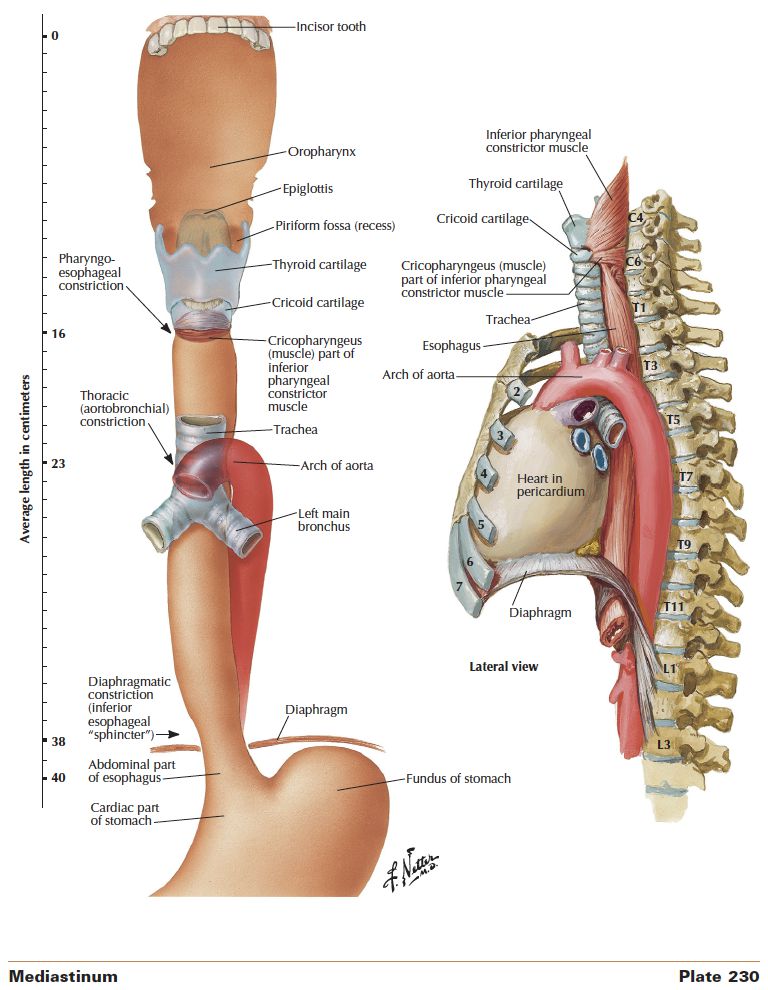 0
Incisor tooth
Oropharynx
Epiglottis
Piriform fossa (recess)
Pharyngo-
esophageal
constriction
Thyroid cartilage
Cricoid cartilage
16
Cricopharyngeus
(muscle) part of
inferior
pharyngeal
constrictor
muscle
Thoracic
(aortobronchial)
constriction
Trachea
23
Arch of aorta
Left main
bronchus
Average length in centimeters
Diaphragmatic
constriction
(inferior
esophageal
“sphincter”)
Diaphragm
38
Abdominal part
of esophagus
40
Fundus of stomach
Cardiac part
of stomach
Inferior pharyngeal
constrictor muscle
Thyroid cartilage
Cricoid cartilage
Cricopharyngeus (muscle)
part of inferior pharyngeal
constrictor muscle
Trachea
Esophagus
Arch of aorta
C4
C6
T1
T3
T5
T7
T9
T11
L1
L3
2
3
4
5
6
7
Heart in
pericardium
Diaphragm
Lateral view
F. Netter
M.D.
Mediastinum
Plate 230